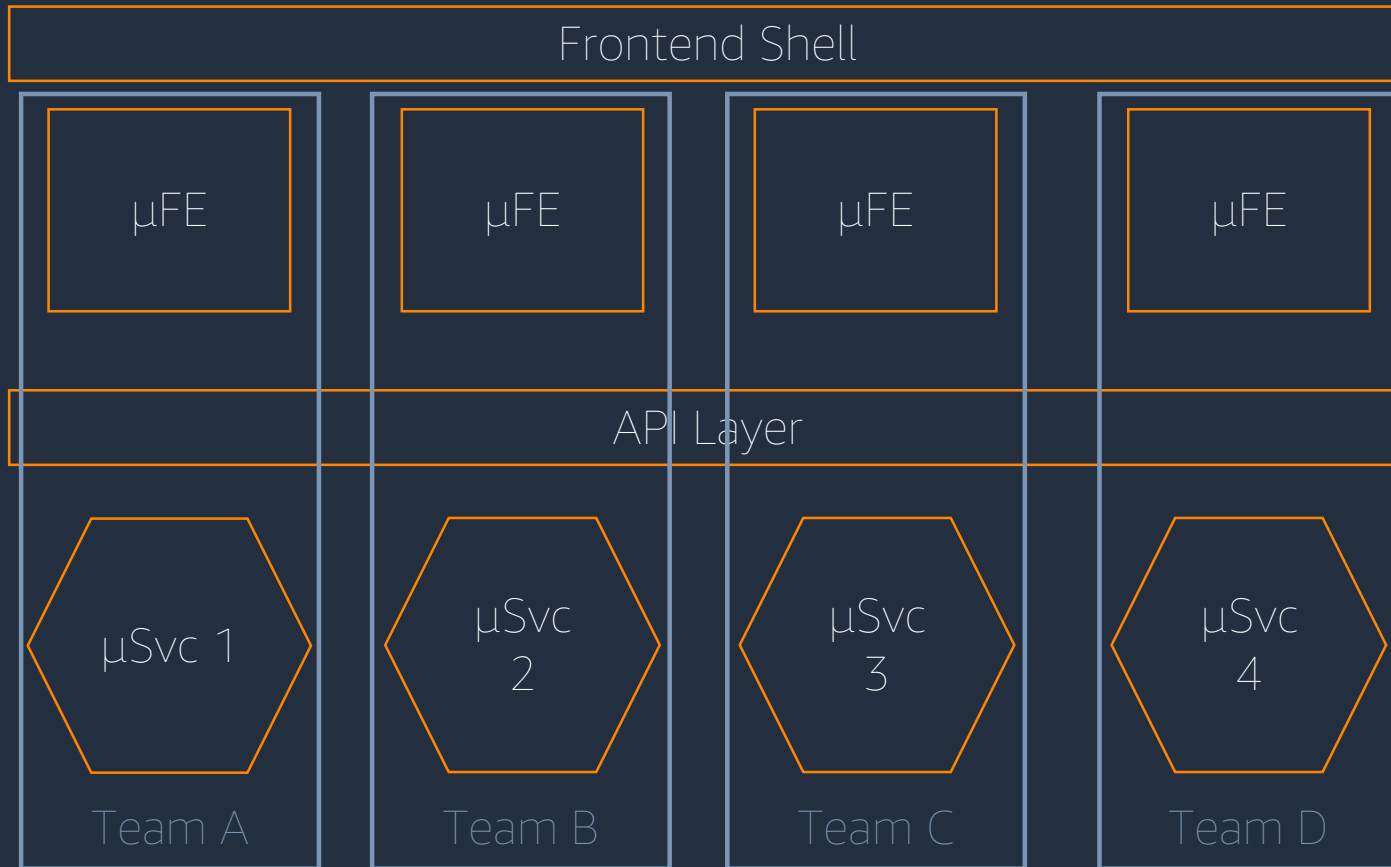 Frontend Shell
µFE
µFE
µFE
µFE
API Layer
µSvc 1
µSvc
2
µSvc
3
µSvc
4
Team A
Team B
Team C
Team D